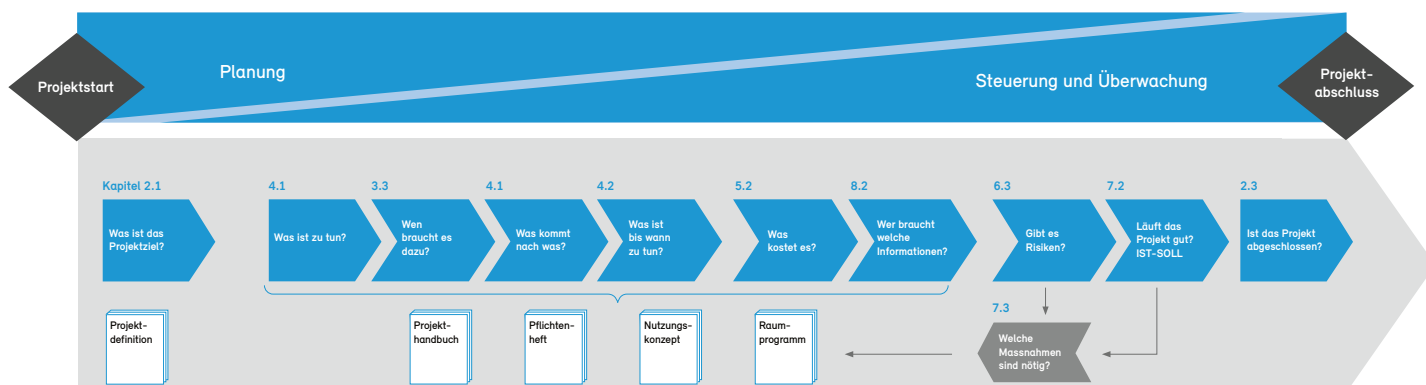 Projektstart
Planung
Steuerung und Überwachung
Projekt-
abschluss
Kapitel 2.1
4.1
3.3
4.1
4.2
5.2
8.2
6.3
7.2
2.3
Was ist das
Projektziel?
Was ist zu tun?
Wen
braucht es
dazu?
Was kommt
nach was?
Was ist
bis wann
zu tun?
Was
kostet es?
Wer braucht
welche
Informationen?
Gibt es
Risiken?
Läuft das
Projekt gut?
IST-SOLL
Ist das Projekt
abgeschlossen?
7.3
Projekt-
definition
Projekt-
handbuch
Pflichten-
heft
Nutzungs-
konzept
Raum-
programm
Welche
Massnahmen
sind nötig?